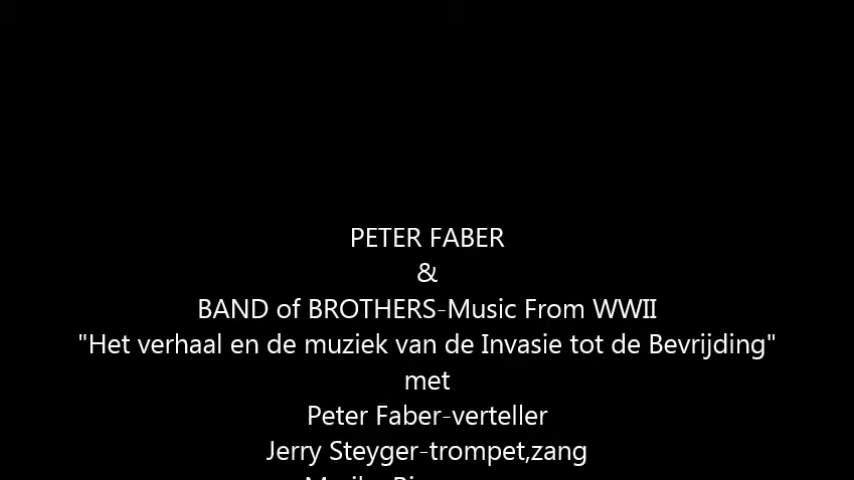 PETER FABER
&
BAND of BROTHERS-Music From WWII
"Het verhaal en de muziek van de Invasie tot de Bevrijding"
met
Peter Faber-verteller
Jerry Steyger-trompet,zang